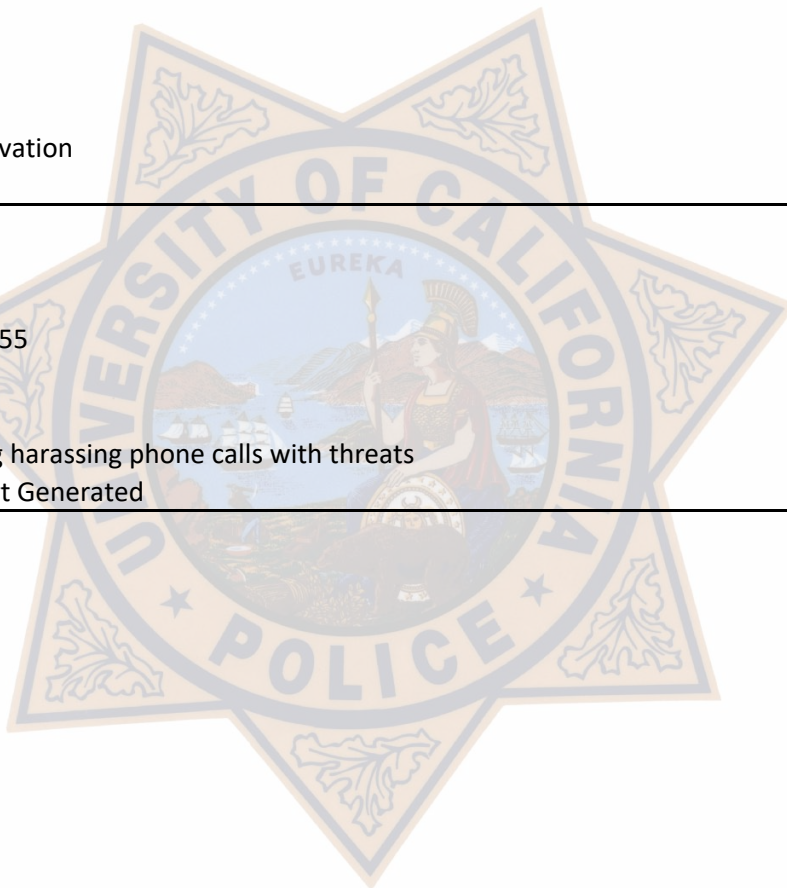 vation
55
g harassing phone calls with threats
t Generated
UNIVERSITY OF CALIFORNIA
EUREKA
POLICE